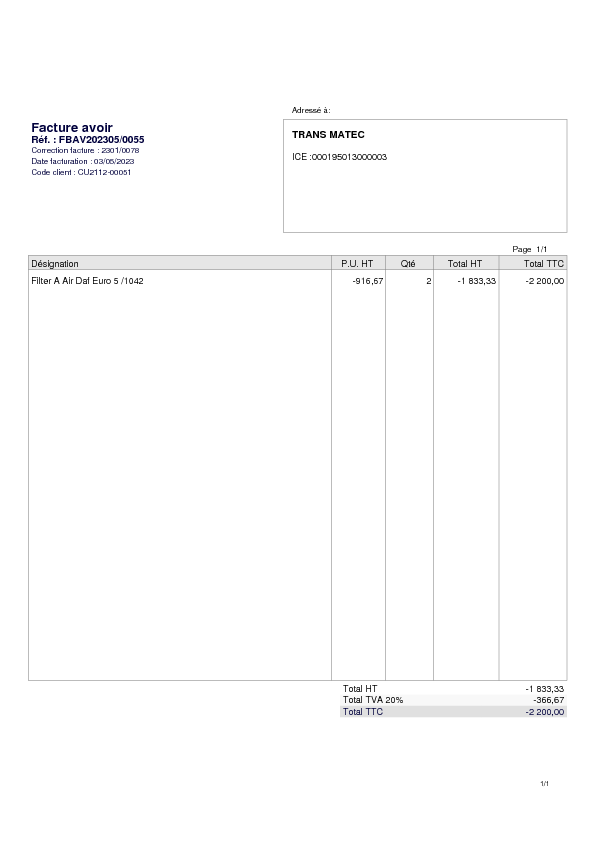 Adressé à:
Facture avoir
Réf. : FBAV202305/0055
Correction facture : 2301/0078
Date facturation : 03/05/2023
Code client : CU2112-00051
TRANS MATEC
ICE :000195013000003
Page 1/1
Désignation P.U. HT Qté Total HT Total TTC
Filter A Air Daf Euro 5 /1042 -916,67 2 -1 833,33 -2 200,00
Total HT -1 833,33
Total TVA 20% -366,67
Total TTC -2 200,00
1/1